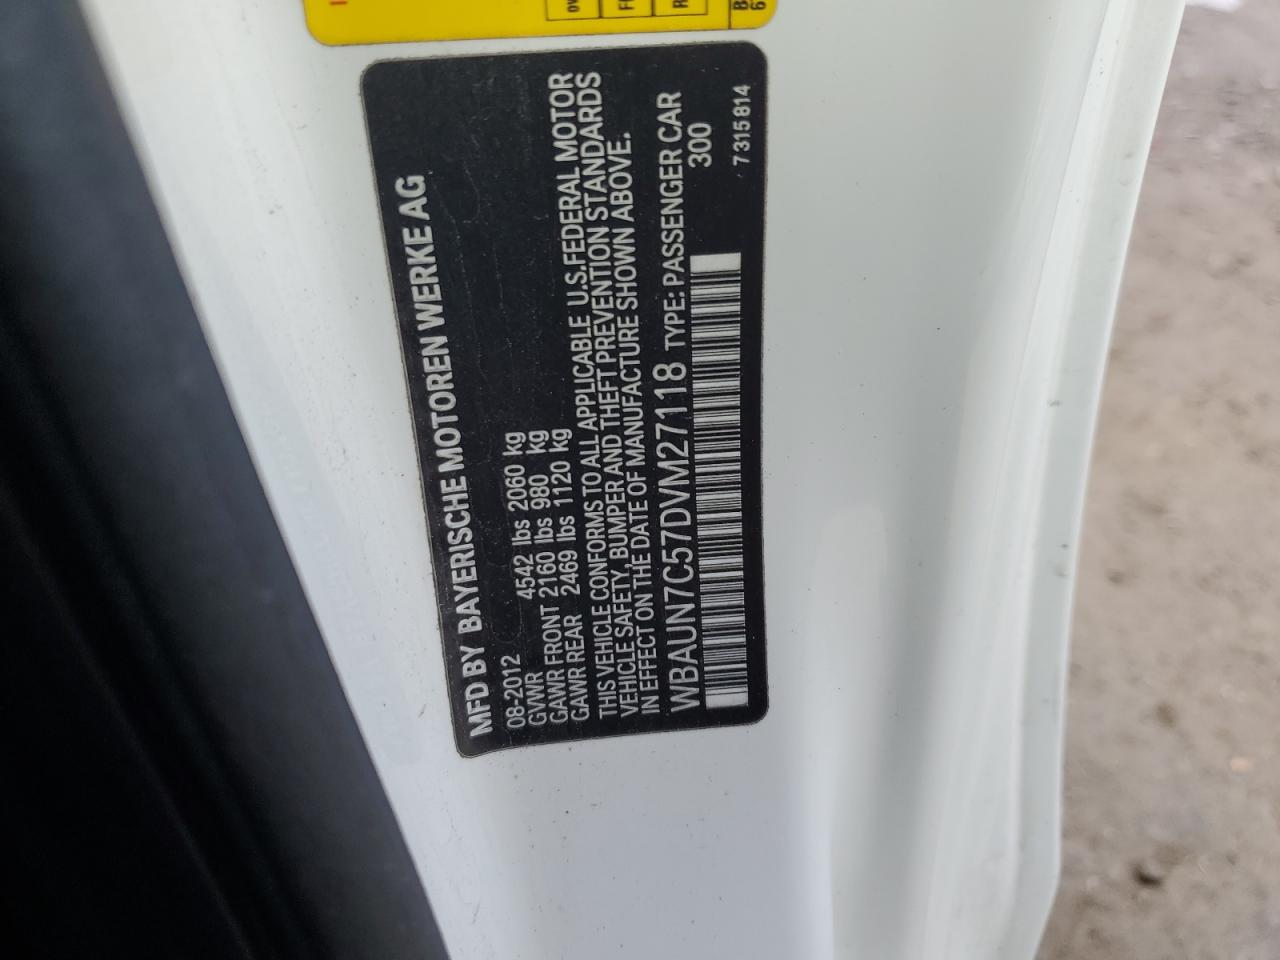 MFD BY BAYERISCHE MOTOREN WERKE AG
08-2012
GVWR 4542 lbs 2060 kg
GAWR FRONT 2160 lbs 980 kg
GAWR REAR 2469 lbs 1120 kg
THIS VEHICLE CONFORMS TO ALL APPLICABLE U.S.FEDERAL MOTOR
VEHICLE SAFETY, BUMPER AND THEFT PREVENTION STANDARDS
IN EFFECT ON THE DATE OF MANUFACTURE SHOWN ABOVE.
WBAUN7C57DVM27118 TYPE: PASSENGER CAR
300
7 315 814